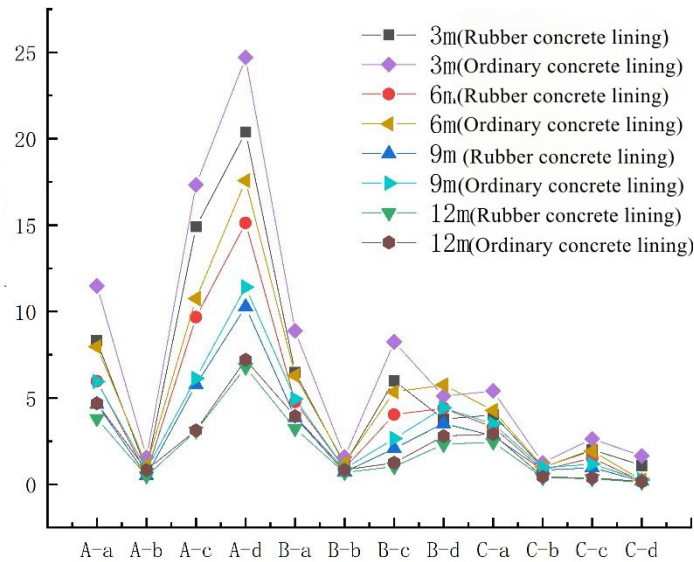 25
20
15
10
5
0
3m(Rubber concrete lining)
3m(Ordinary concrete lining)
6m.(Rubber concrete lining)
6m(Ordinary concrete lining)
9m (Rubber concrete lining)
9m(Ordinary concrete lining)
12m(Rubber concrete lining)
12m(Ordinary concrete lining)
A-a A-b A-c A-d B-a B-b B-c B-d C-a C-b C-c C-d